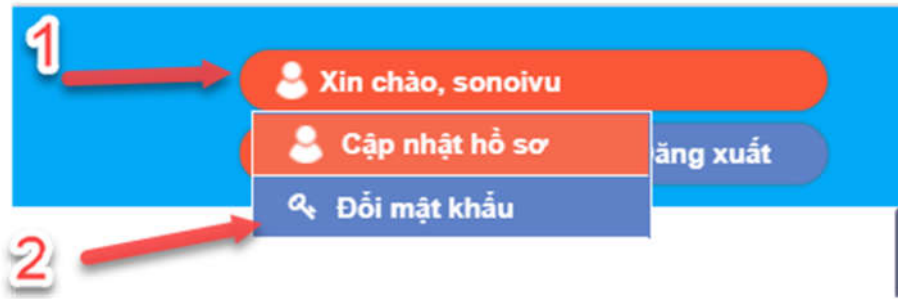 1
Xin chào, sonoivu
Cập nhật hồ sơ
ăng xuất
Đổi mật khẩu
2